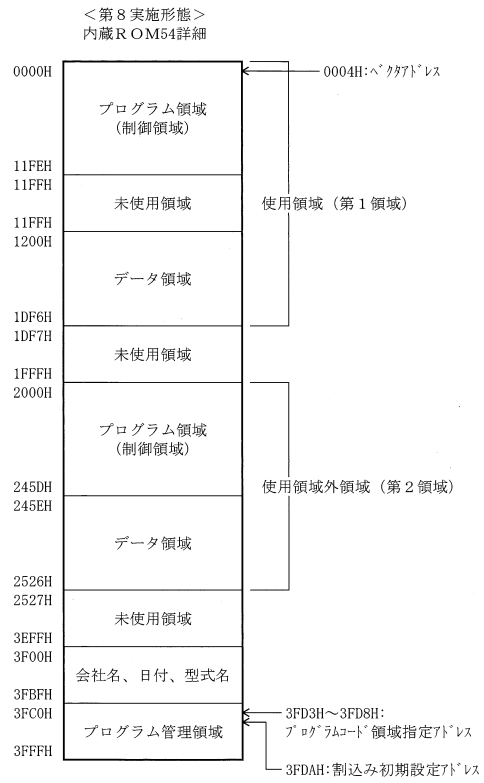 ＜第８実施形態＞
内蔵ＲＯＭ54詳細
0000H
0004H：ﾍﾞｸﾀｱﾄﾞﾚｽ
プログラム領域
(制御領域)
11FEH
11FFH
未使用領域
使用領域（第１領域）
11FFH
1200H
データ領域
1DF6H
1DF7H
未使用領域
1FFFH
2000H
プログラム領域
(制御領域)
245DH
使用領域外領域（第２領域）
245EH
データ領域
2526H
2527H
未使用領域
3EFFH
3F00H
会社名、日付、型式名
3FBFH
3FC0H
3FD3H～3FD8H：
プログラム管理領域
ﾌﾟﾛｸﾞﾗﾑｺｰﾄﾞ領域指定ｱﾄﾞﾚｽ
3FFFH
3FDAH：割込み初期設定ｱﾄﾞﾚｽ